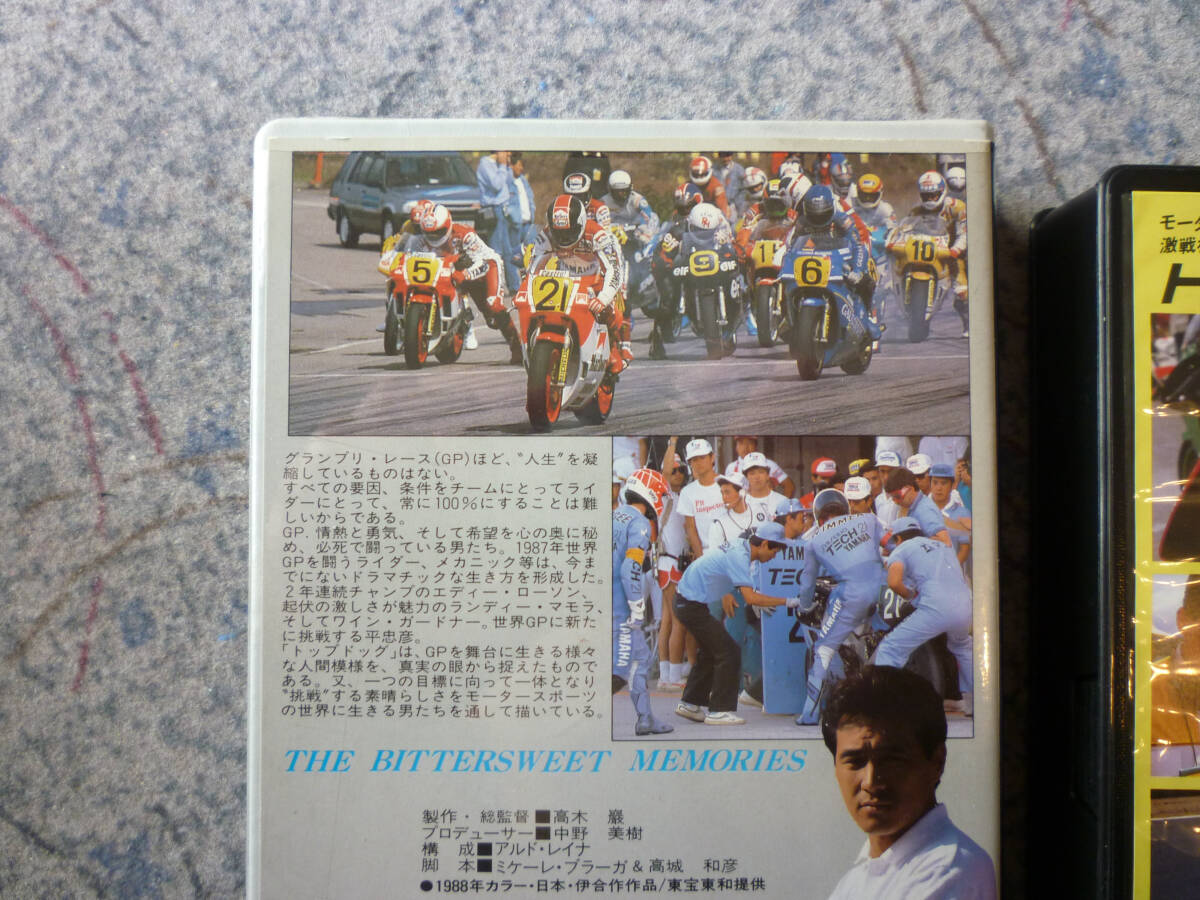 5
21
YAMAHA
elf
9
elf
1
6
10
グランプリ・レース(GP)ほど、“人生”を凝
縮しているものはない。
すべての要因、条件をチームにとってライ
ダーにとって、常に100%にすることは難
しいからである。
GP. 情熱と勇気、そして希望を心の奥に秘
め、必死で闘っている男たち。1987年世界
GPを闘うライダー、メカニック等は、今ま
でにないドラマチックな生き方を形成した。
2年連続チャンプのエディー・ローソン、
起伏の激しさが魅力のランディー・マモラ、
そしてワイン・ガードナー。世界GPに新た
に挑戦する平忠彦。
「トップドッグ」は、GPを舞台に生きる様々
な人間模様を、真実の眼から捉えたもので
ある。又、一つの目標に向って一体となり
“挑戦”する素晴らしさをモータースポーツ
の世界に生きる男たちを通して描いている。
TECH 21
YAMAHA
YAM
TEC
2
21
YAMAHA
YAMAHA
THE BITTERSWEET MEMORIES
製作・総監督■高木 巖
プロデューサー■中野 美樹
構 成■アルド・レイナ
脚 本■ミケーレ・ブラーガ & 高城 和彦
●1988年カラー・日本・伊合作作品/東宝東和提供
モータ
激戦